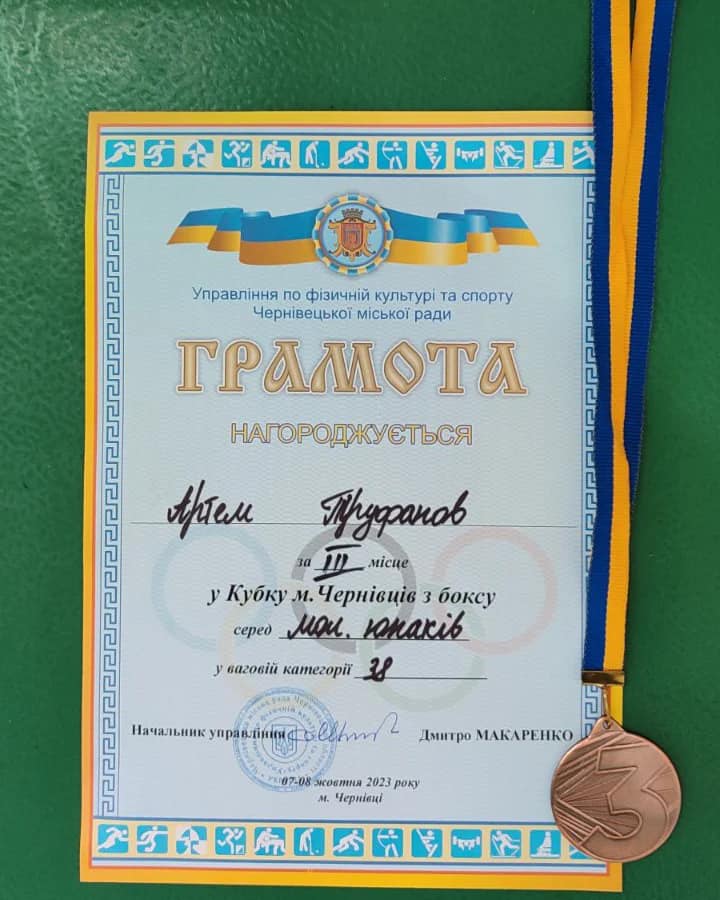 Управління по фізичній культурі та спорту
Чернівецької міської ради
ГРАМОТА
НАГОРОДЖУЄТЬСЯ
Артем Труфанов
за III місце
у Кубку м.Чернівців з боксу
серед мол. юнаків
у ваговій категорії 38
Начальник управління Дмитро МАКАРЕНКО
07-08 жовтня 2023 року
м. Чернівці
3